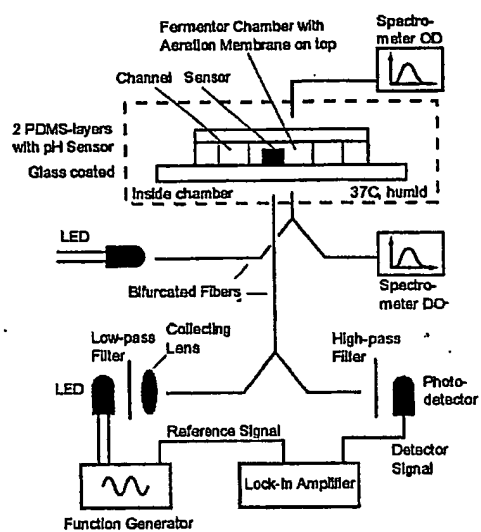 Fermentor Chamber with
Aeration Membrane on top
Spectro-
meter OD
Channel
Sensor
2 PDMS-layers
with pH Sensor
Glass coated
Inside chamber
37C, humid
LED
Bifurcated Fibers
Spectro-
meter DO
Low-pass
Filter
Collecting
Lens
High-pass
Filter
LED
Photo-
detector
Reference Signal
Detector
Signal
Lock-In Amplifier
Function Generator